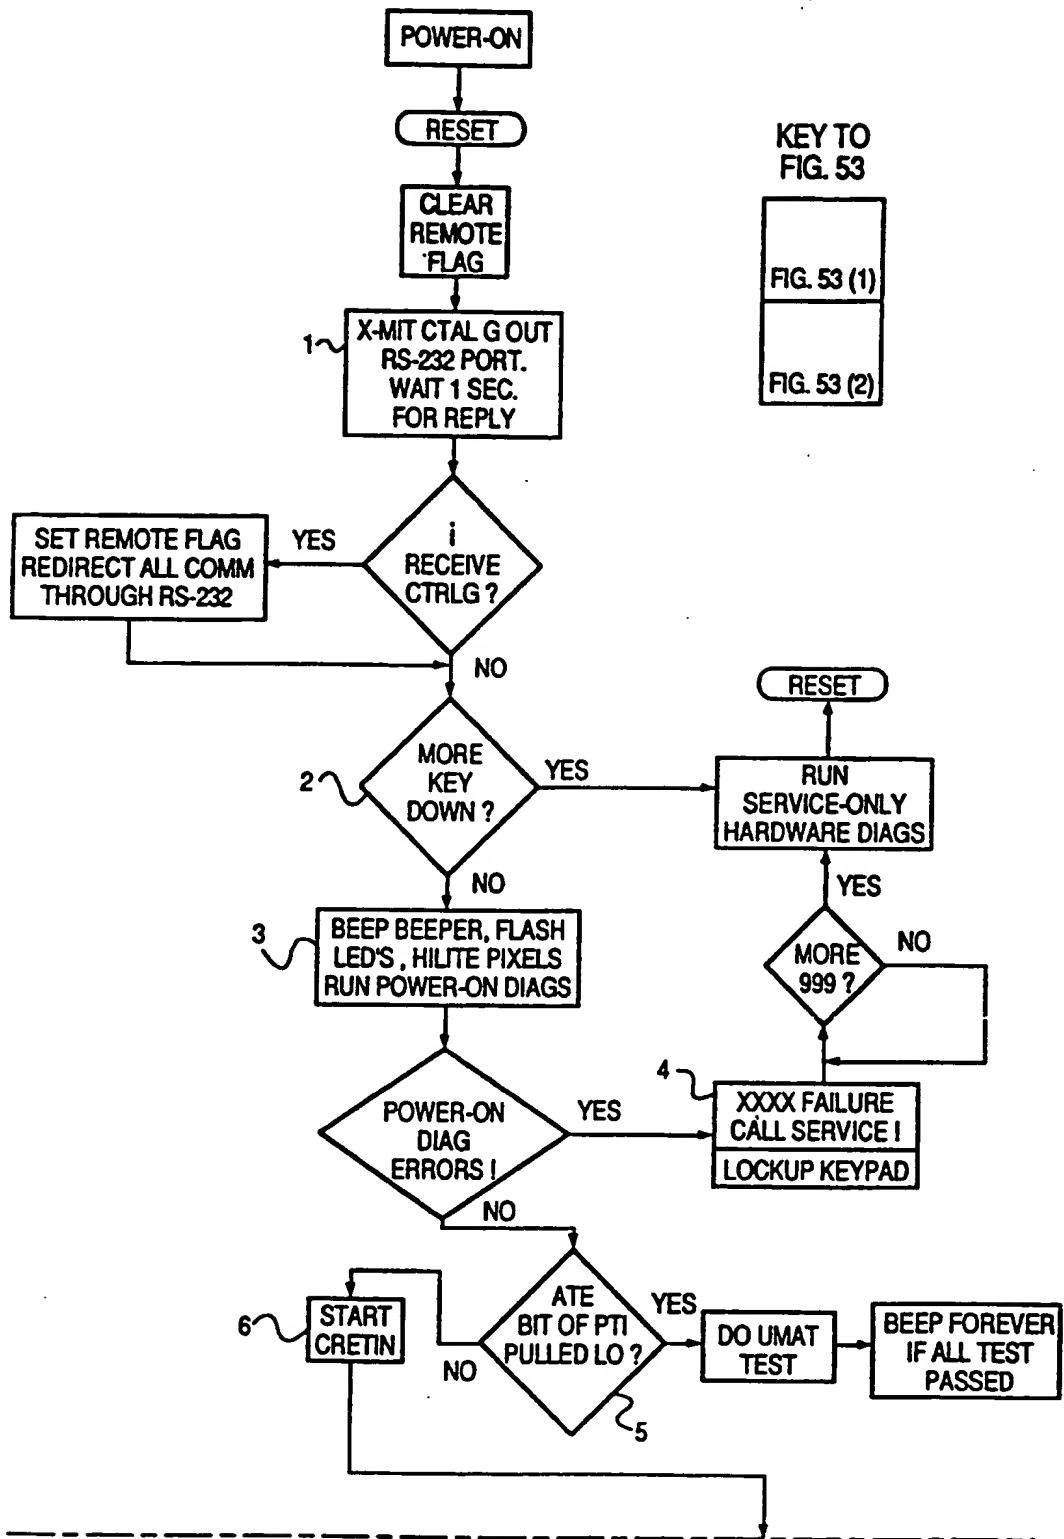 POWER-ON
RESET
KEY TO
FIG. 53
FIG. 53 (1)
FIG. 53 (2)
CLEAR
REMOTE
FLAG
1
X-MIT CTAL G OUT
RS-232 PORT.
WAIT 1 SEC.
FOR REPLY
i
RECEIVE
CTRLG ?
YES
SET REMOTE FLAG
REDIRECT ALL COMM
THROUGH RS-232
NO
2
MORE
KEY
DOWN ?
YES
RESET
RUN
SERVICE-ONLY
HARDWARE DIAGS
NO
YES
3
BEEP BEEPER, FLASH
LED'S , HILITE PIXELS
RUN POWER-ON DIAGS
MORE
999 ?
NO
POWER-ON
DIAG
ERRORS !
YES
4
XXXX FAILURE
CALL SERVICE !
LOCKUP KEYPAD
NO
ATE
BIT OF PTI
PULLED LO ?
5
YES
DO UMAT
TEST
BEEP FOREVER
IF ALL TEST
PASSED
NO
6
START
CRETIN